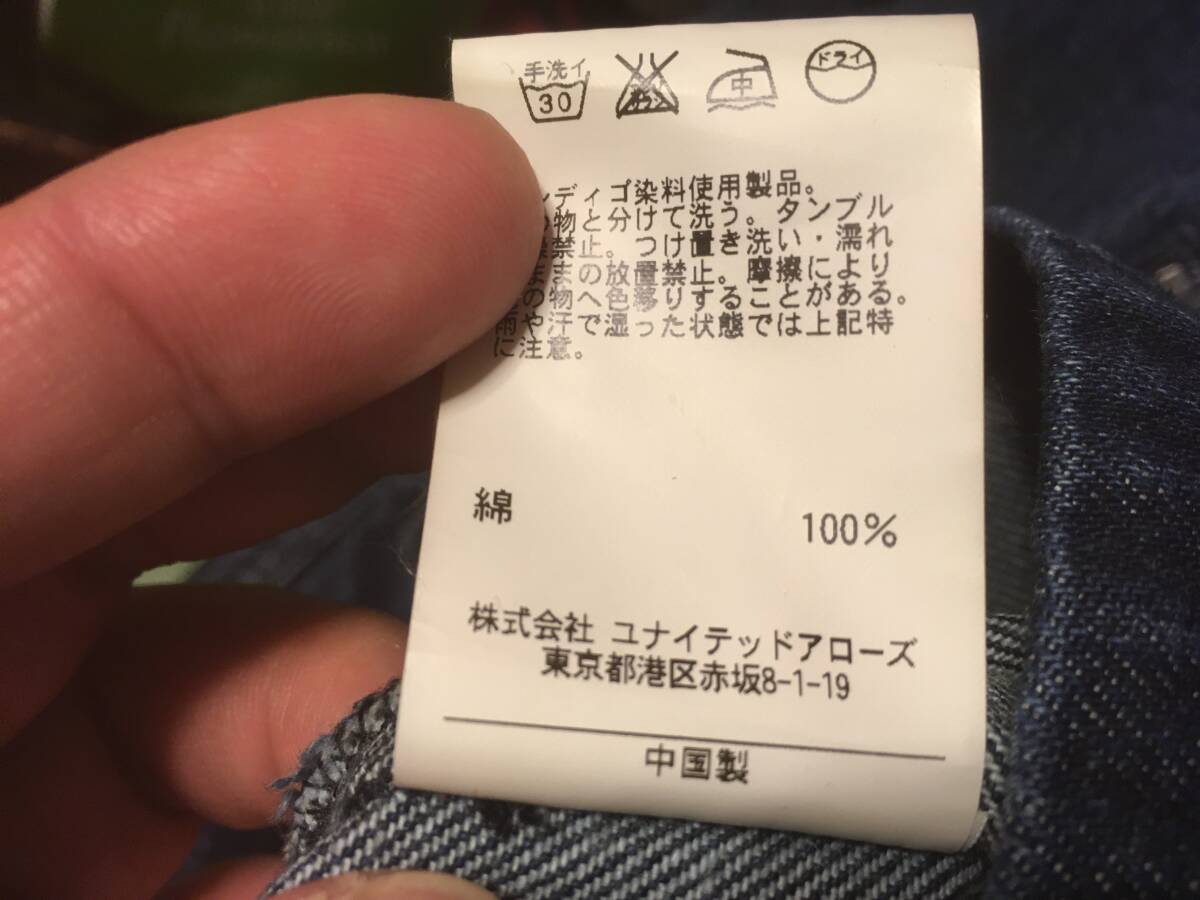 手洗イ
30
中
ドライ
ンディゴ染料使用製品。
の物と分けて洗う。タンブル
禁止。つけ置き洗い・濡れ
ままの放置禁止。摩擦により
の物へ色移りすることがある。
雨や汗で湿った状態では上記特
に注意。
綿 100%
株式会社 ユナイテッドアローズ
東京都港区赤坂8-1-19
中国製